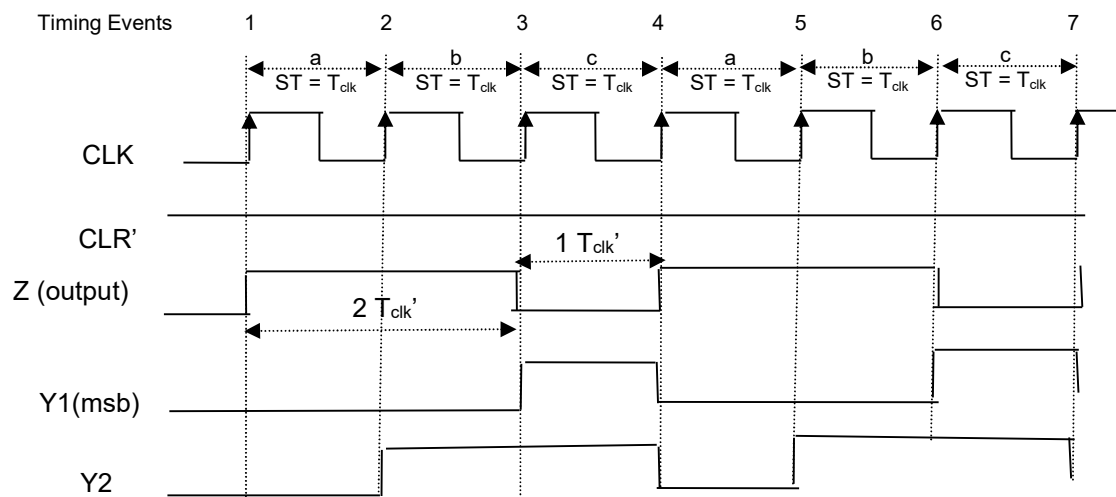 Timing Events 1 2 3 4 5 6 7
a b c a b c
ST = Tclk ST = Tclk ST = Tclk ST = Tclk ST = Tclk ST = Tclk
CLK
CLR’
1 Tclk’
Z (output)
2 Tclk’
Y1(msb)
Y2